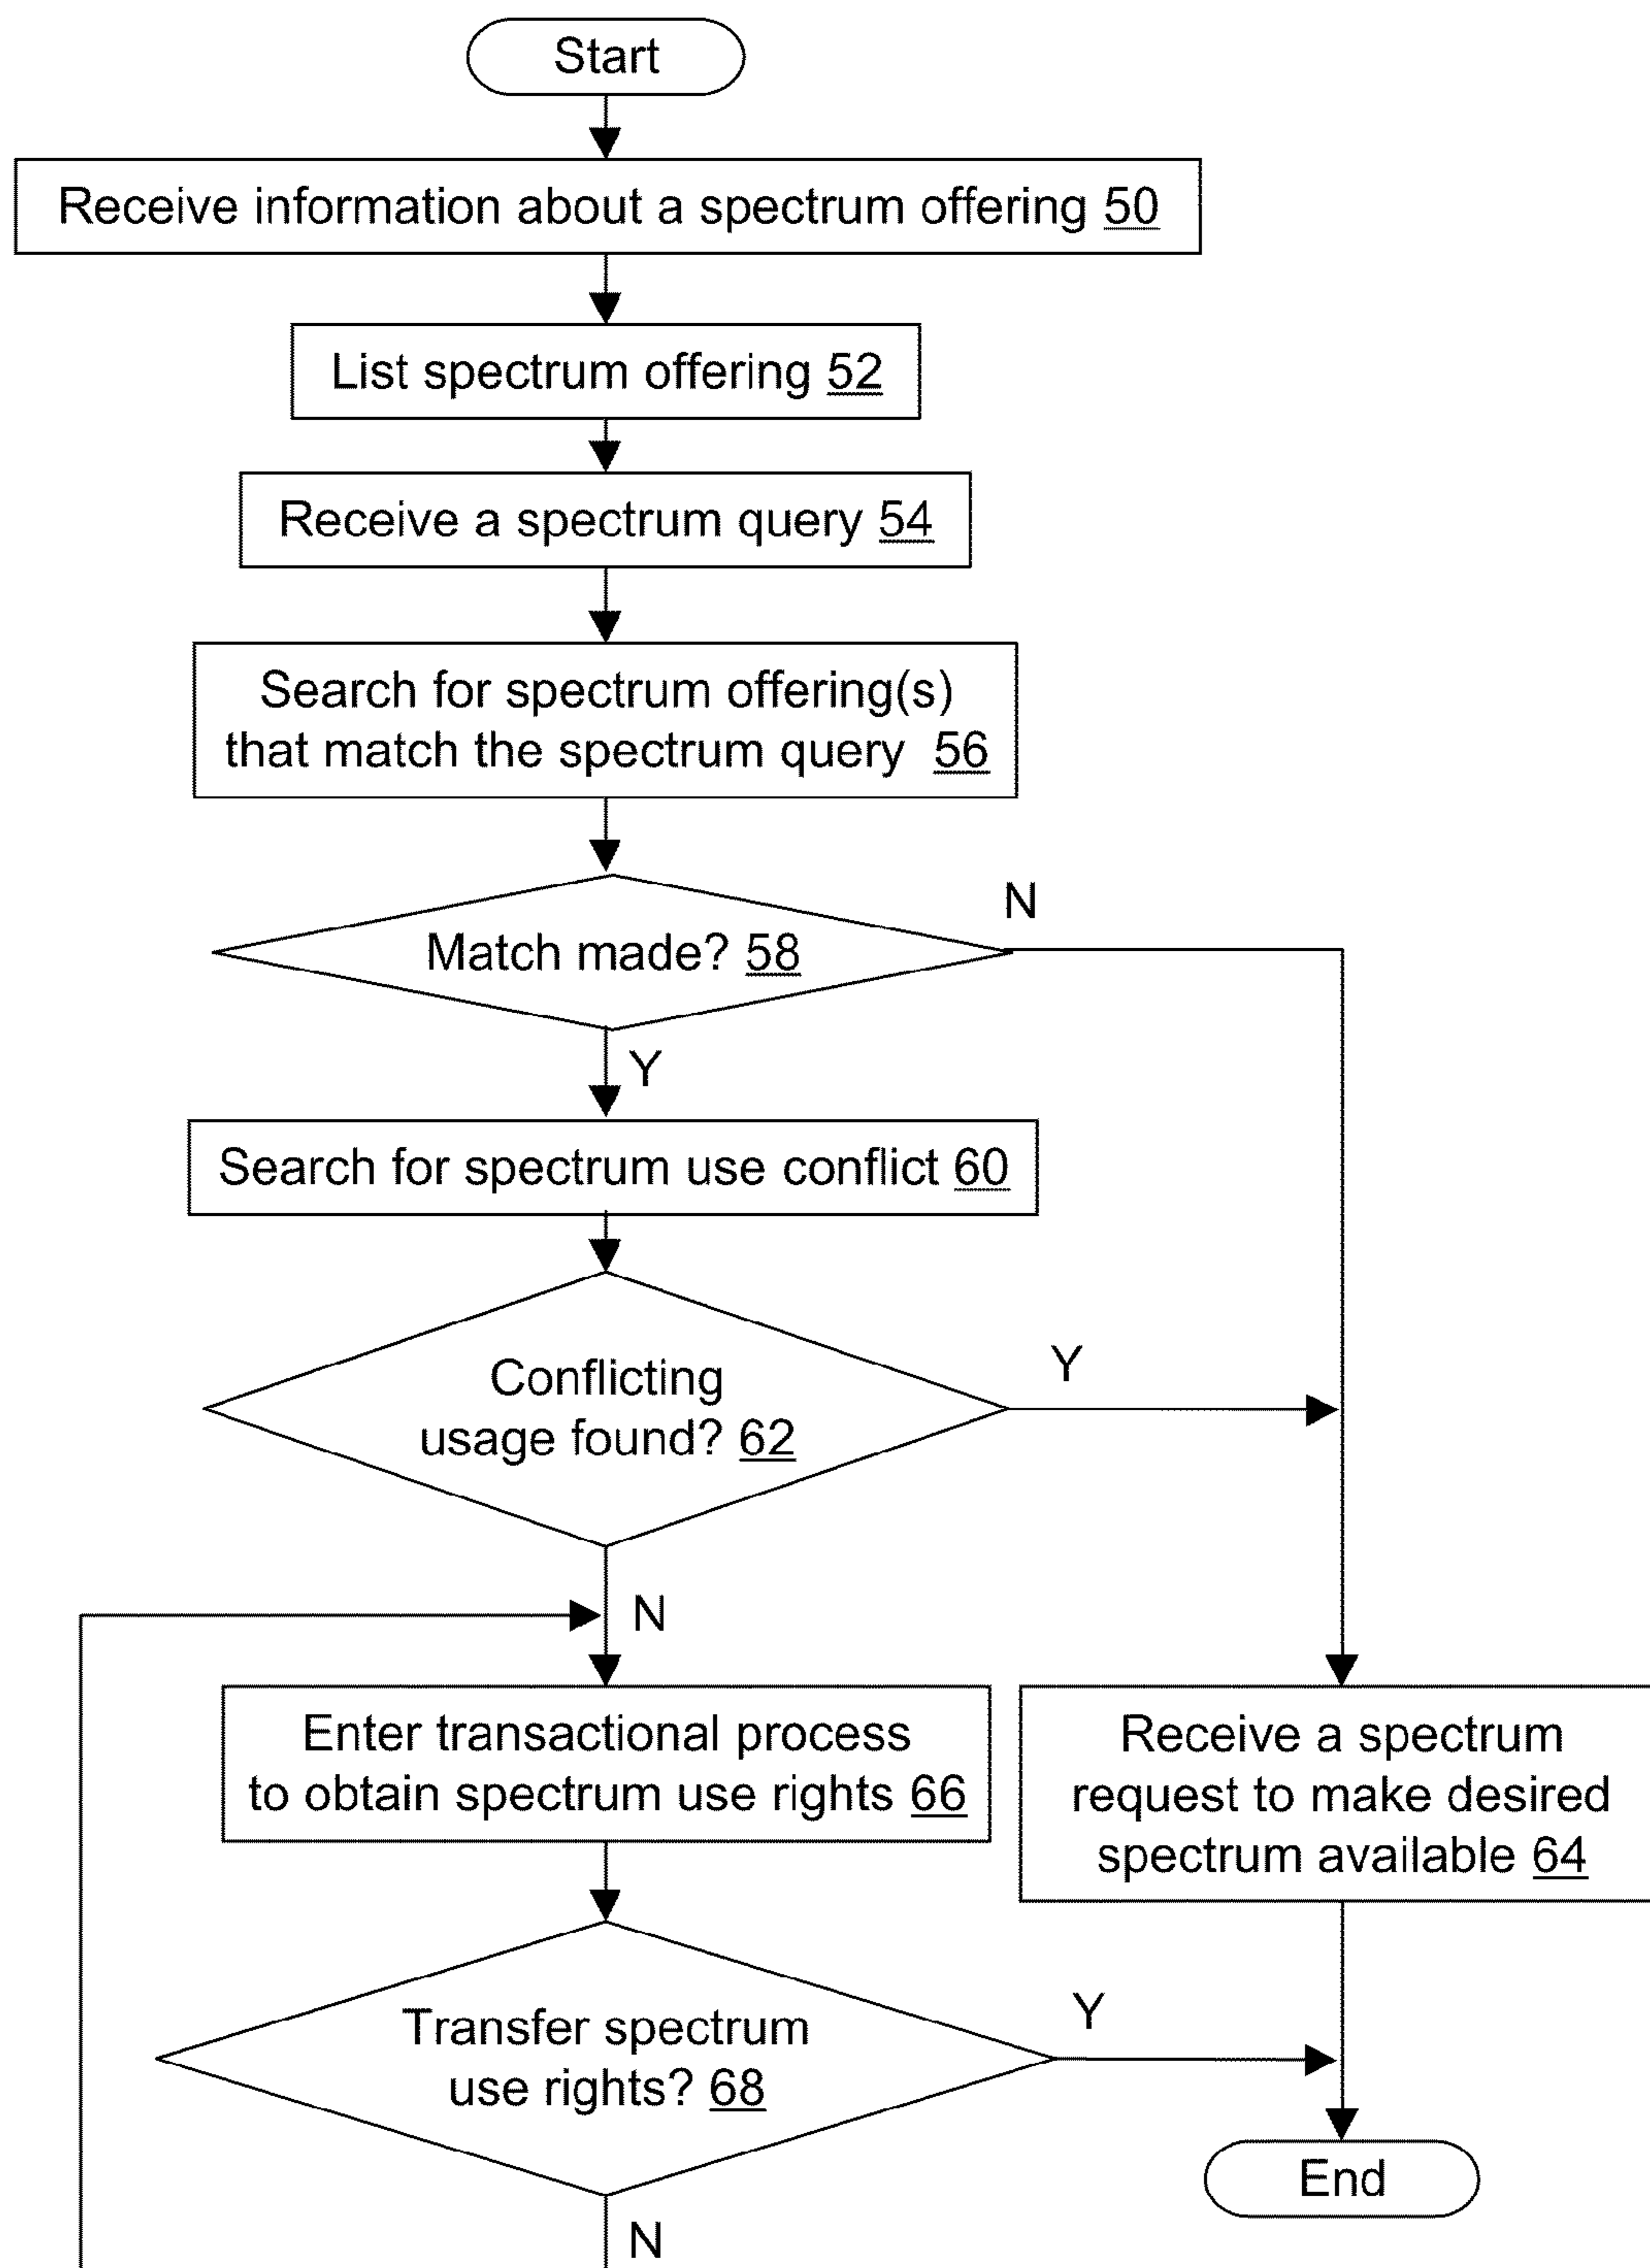 Start
Receive information about a spectrum offering 50
List spectrum offering 52
Receive a spectrum query 54
Search for spectrum offering(s)
that match the spectrum query 56
Match made? 58
N
Y
Search for spectrum use conflict 60
Conflicting
usage found? 62
Y
N
Enter transactional process
to obtain spectrum use rights 66
Receive a spectrum
request to make desired
spectrum available 64
Transfer spectrum
use rights? 68
Y
N
End